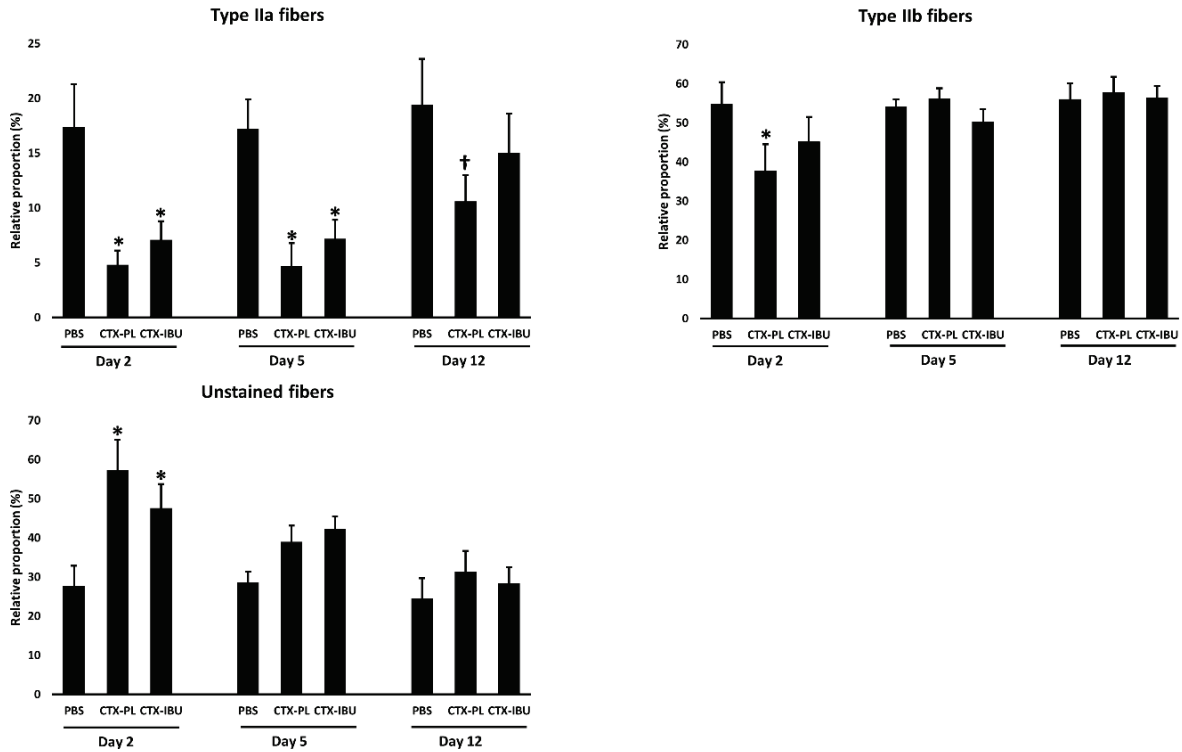 Type IIa fibers
Relative proportion (%)
25
20
15
10
5
0
*
*
*
*
†
PBS CTX-PL CTX-IBU PBS CTX-PL CTX-IBU PBS CTX-PL CTX-IBU
Day 2 Day 5 Day 12
Type IIb fibers
Relative proportion (%)
70
60
50
40
30
20
10
0
*
PBS CTX-PL CTX-IBU PBS CTX-PL CTX-IBU PBS CTX-PL CTX-IBU
Day 2 Day 5 Day 12
Unstained fibers
Relative proportion (%)
70
60
50
40
30
20
10
0
*
*
PBS CTX-PL CTX-IBU PBS CTX-PL CTX-IBU PBS CTX-PL CTX-IBU
Day 2 Day 5 Day 12